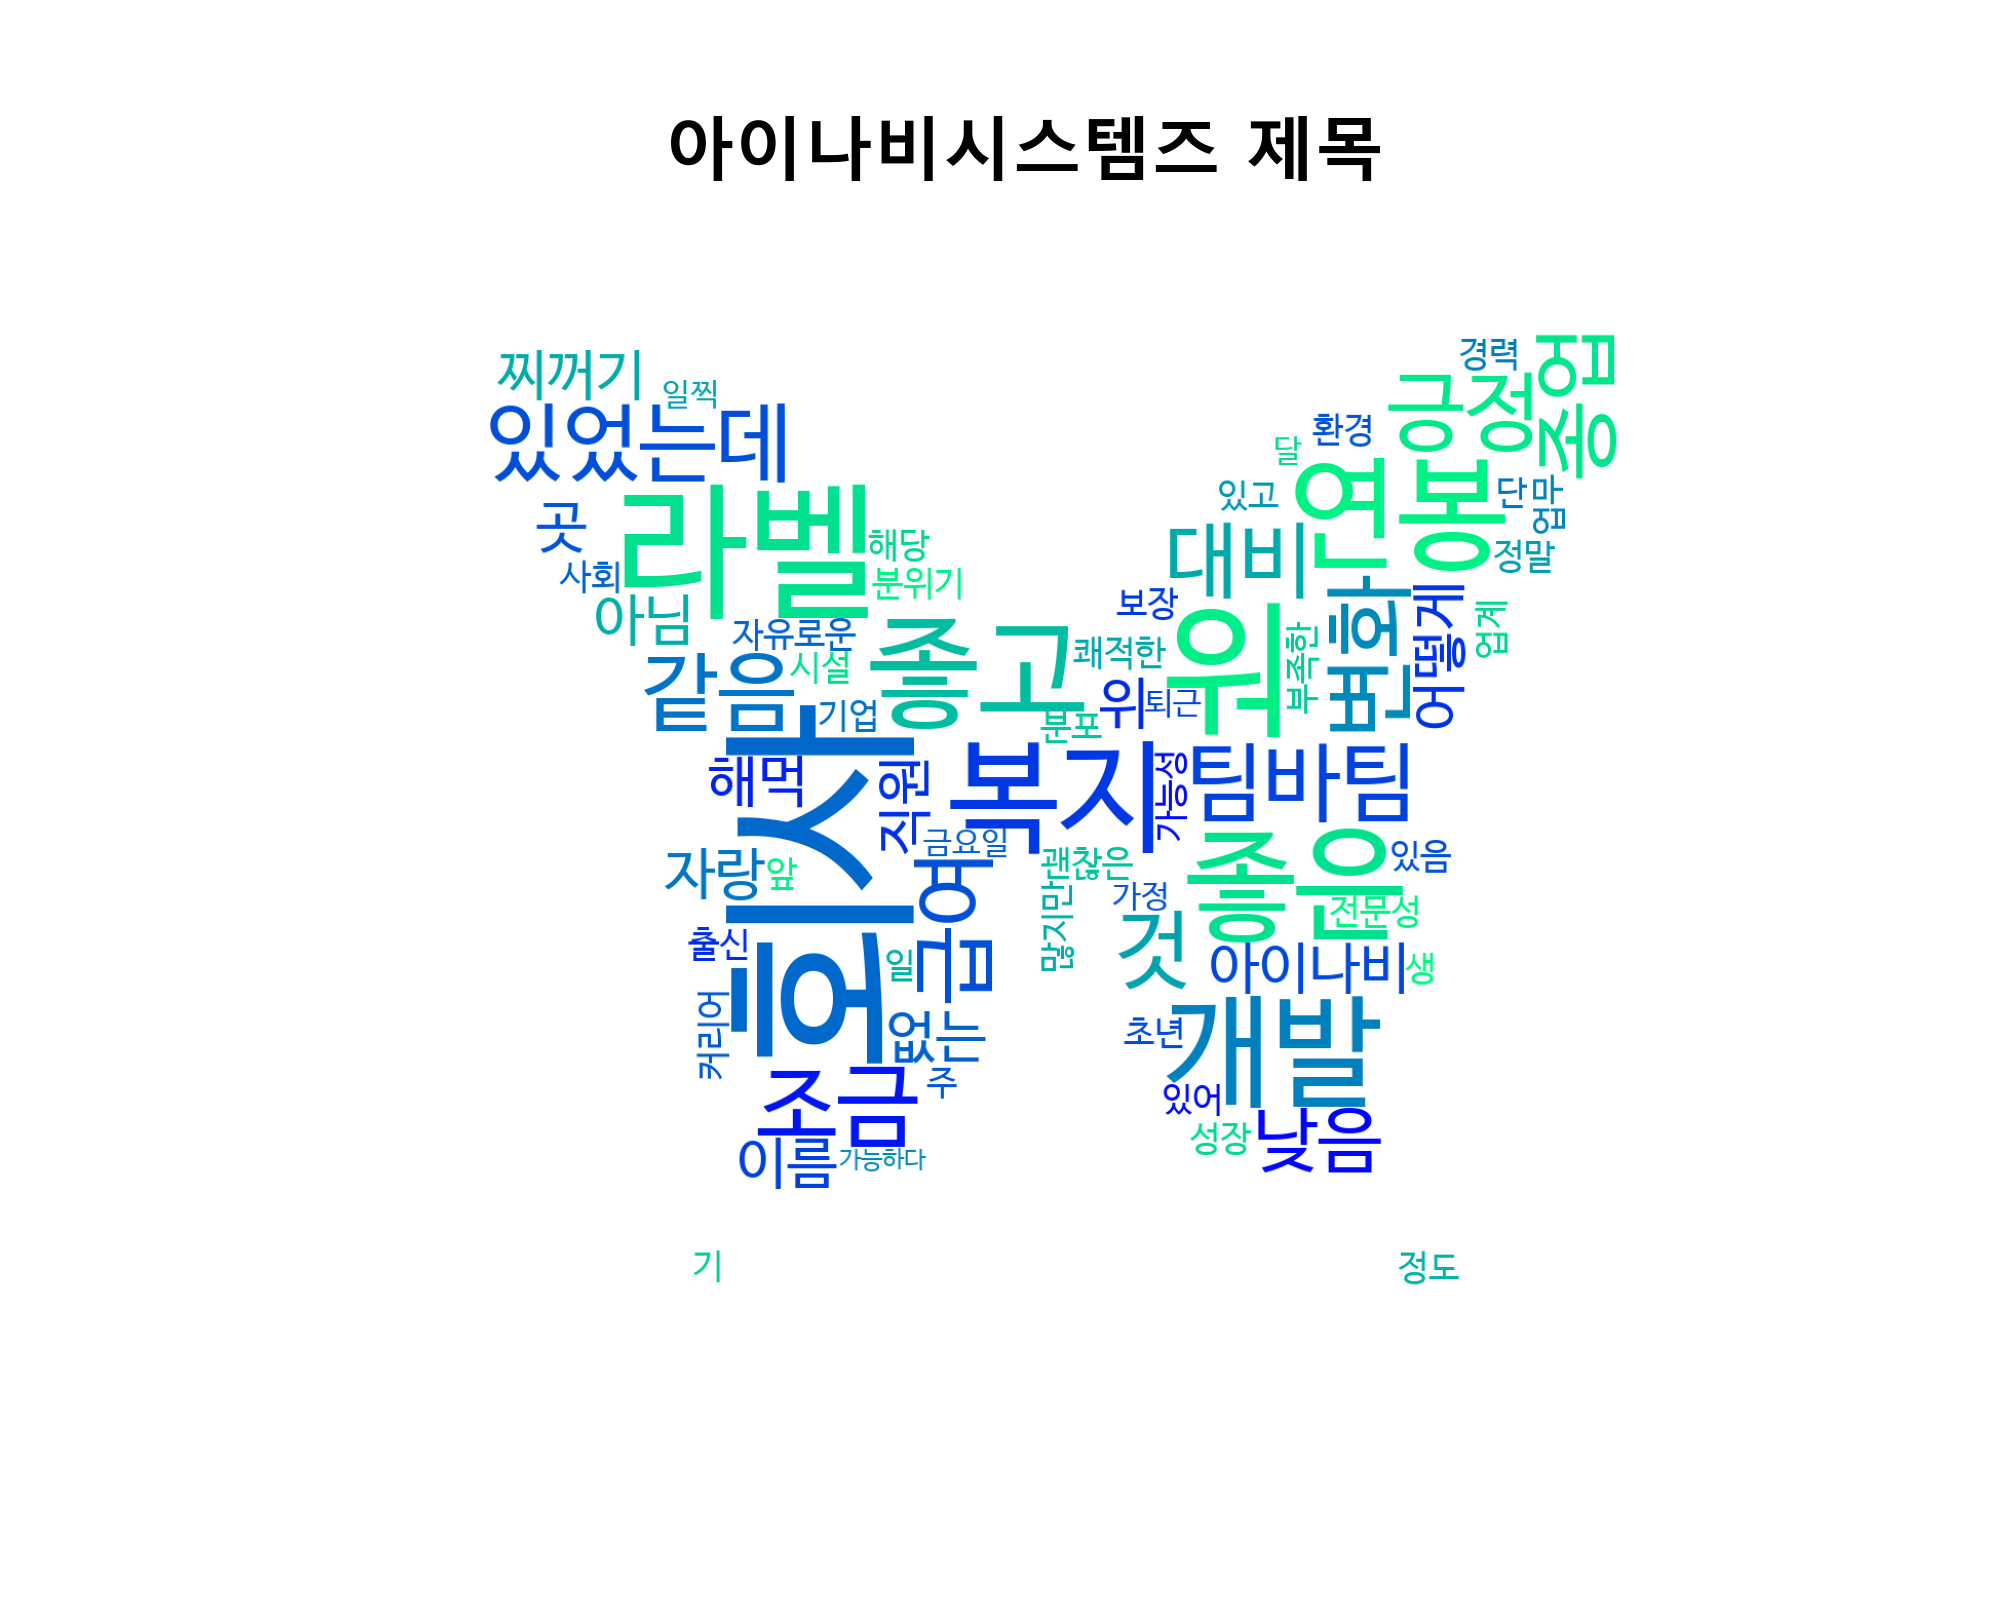 아이나비시스템즈 제목
찌꺼기
일찍
있었는데
곳
라벨
해당
분위기
사회
아님
자유로운
시설
같음
기업
좋고
분포
회사
해먹
직원
복지
금요일
자랑
앞
급여
출신
일
커리어
없는
주
조금
이름
가능하다
기
경력
중업
긍정
환경
달
연봉
단마
업
정말
있고
대비
보장
쾌적한
워
위
퇴근
부족한
변화
어떻게
업계
가능성
팀바팀
좋은
있음
전문성
괜찮은
많지만
가정
것
아이나비
생
초년
개발
있어
성장
낮음
정도